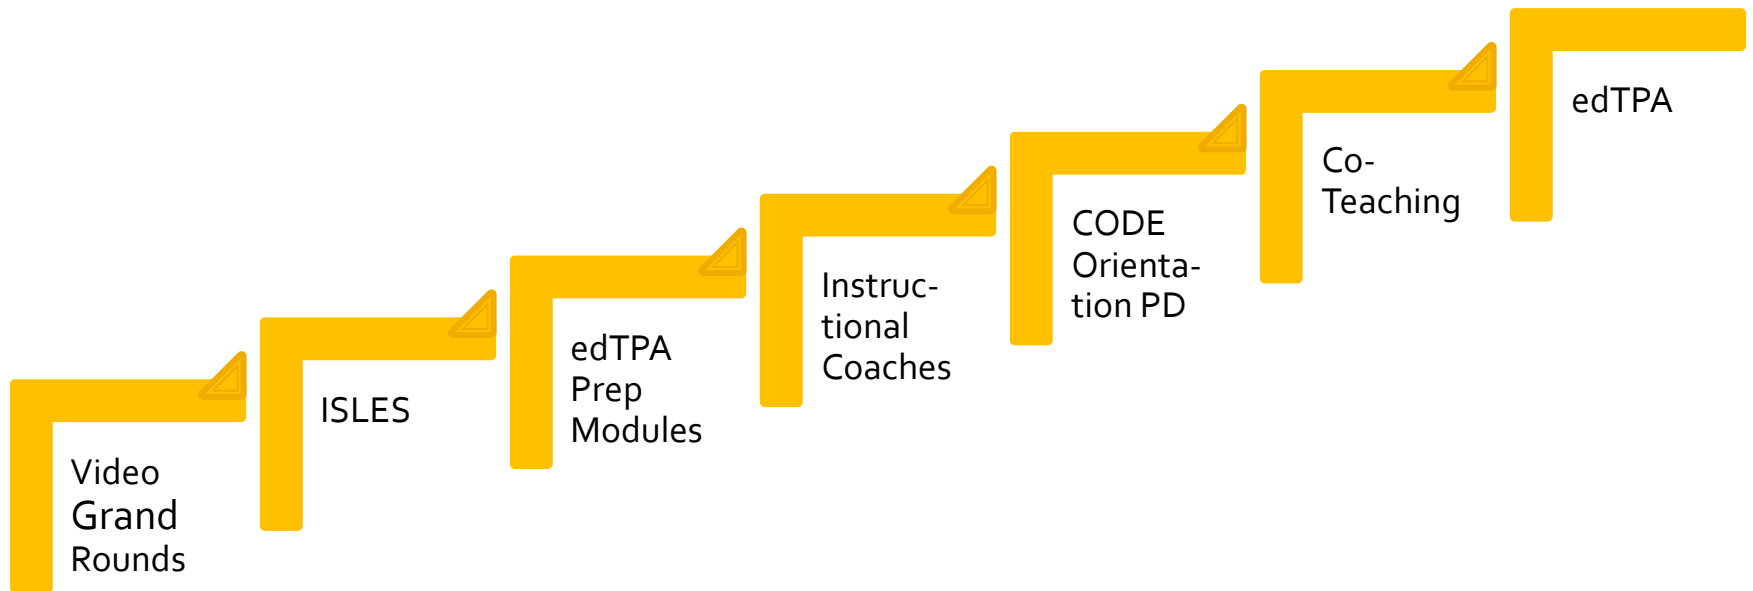 Video
Grand
Rounds
ISLES
edTPA
Prep
Modules
Instruc-
tional
Coaches
CODE
Orienta-
tion PD
Co-
Teaching
edTPA